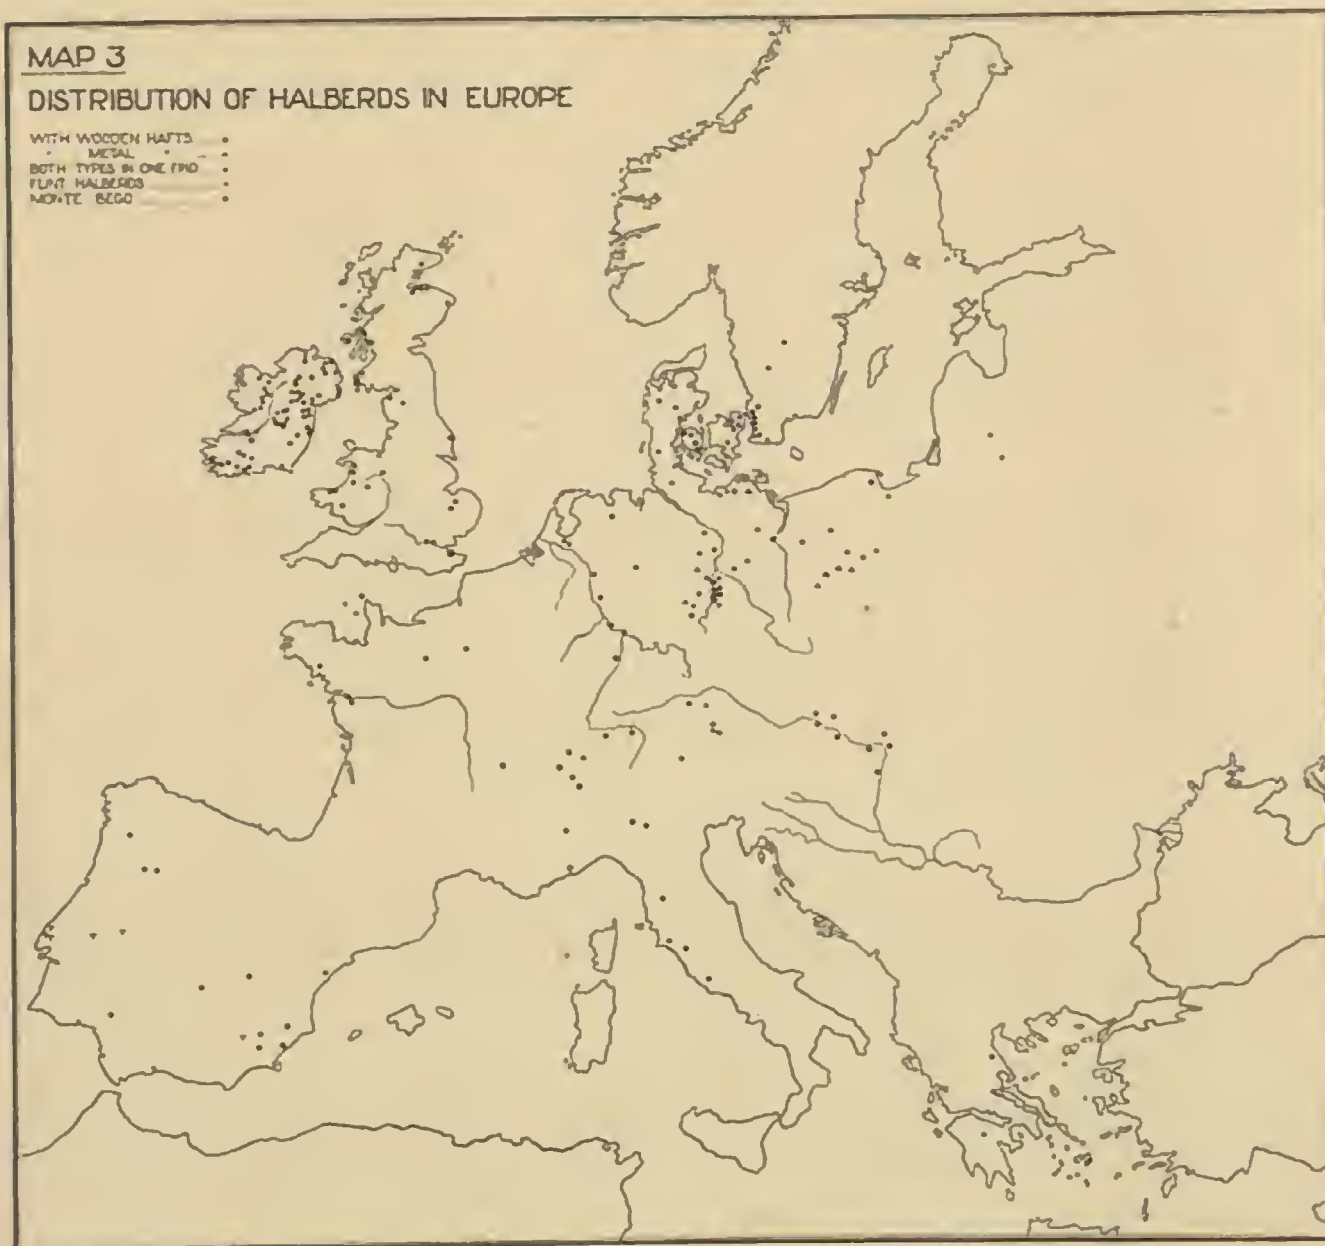 MAP 3
DISTRIBUTION OF HALBERDS IN EUROPE
WITH WOODEN HAFTS
" METAL "
BOTH TYPES IN ONE FIND
FLINT HALBERDS
MONTE BEGO